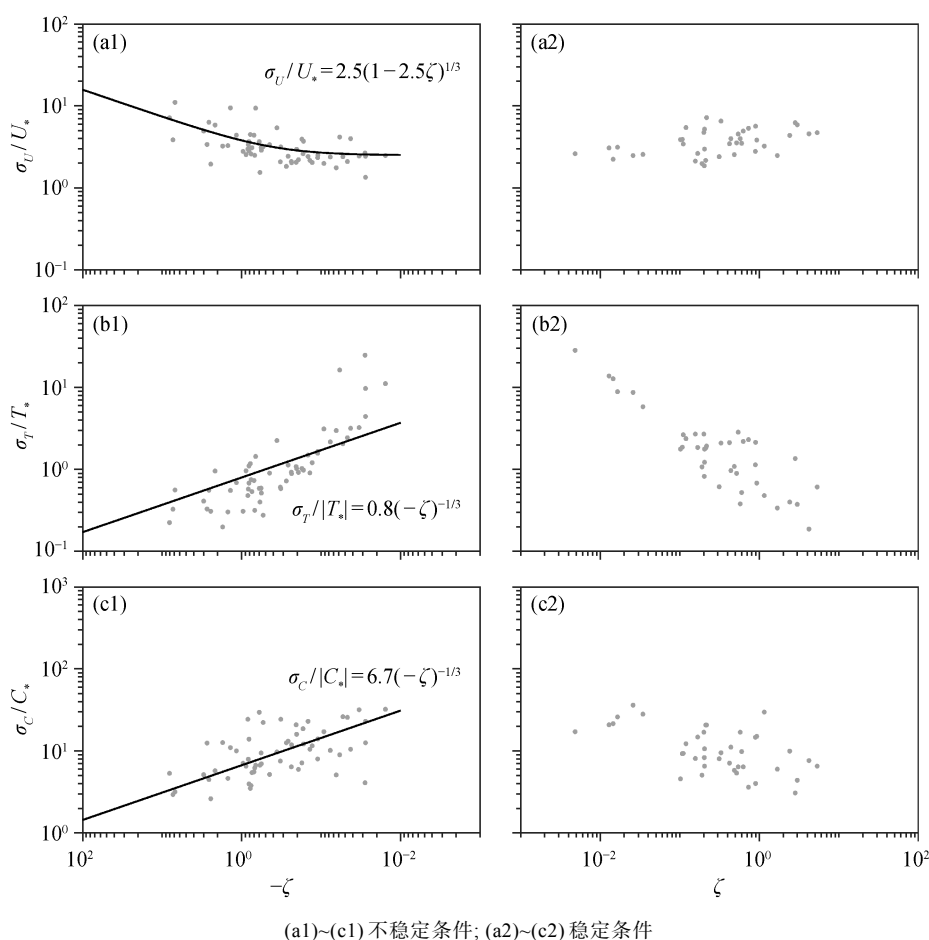 10² (a1) (a2)
σ_U/U_*=2.5(1−2.5ζ)^{1/3}
10¹
σ_U/U_*
10⁰
10⁻¹
10² (b1) (b2)
10¹
σ_T/T_*
10⁰
σ_T/|T_*|=0.8(−ζ)^{−1/3}
10⁻¹
10³ (c1) (c2)
10²
σ_C/|C_*|=6.7(−ζ)^{−1/3}
σ_C/C_*
10¹
10⁰
10² 10⁰ 10⁻² 10⁻² 10⁰ 10²
−ζ ζ
(a1)~(c1) 不稳定条件; (a2)~(c2) 稳定条件